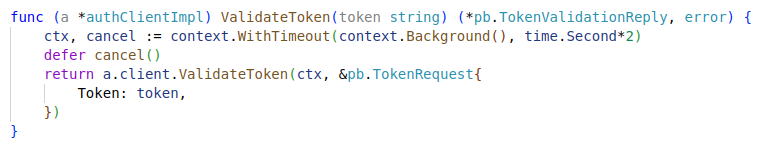 func (a *authClientImpl) ValidateToken(token string) (*pb.TokenValidationReply, error) {
    ctx, cancel := context.WithTimeout(context.Background(), time.Second*2)
    defer cancel()
    return a.client.ValidateToken(ctx, &pb.TokenRequest{
        Token: token,
    })
}